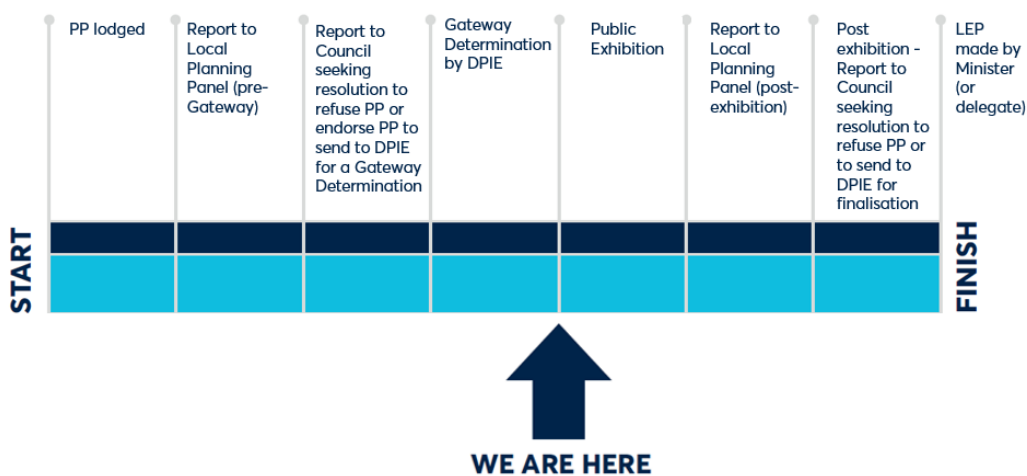 PP lodged
Report to
Local
Planning
Panel (pre-
Gateway)
Report to
Council
seeking
resolution to
refuse PP or
endorse PP to
send to DPIE
for a Gateway
Determination
Gateway
Determination
by DPIE
Public
Exhibition
Report to
Local
Planning
Panel (post-
exhibition)
Post
exhibition -
Report to
Council
seeking
resolution to
refuse PP or
to send to
DPIE for
finalisation
LEP
made by
Minister
(or
delegate)
START
FINISH
WE ARE HERE